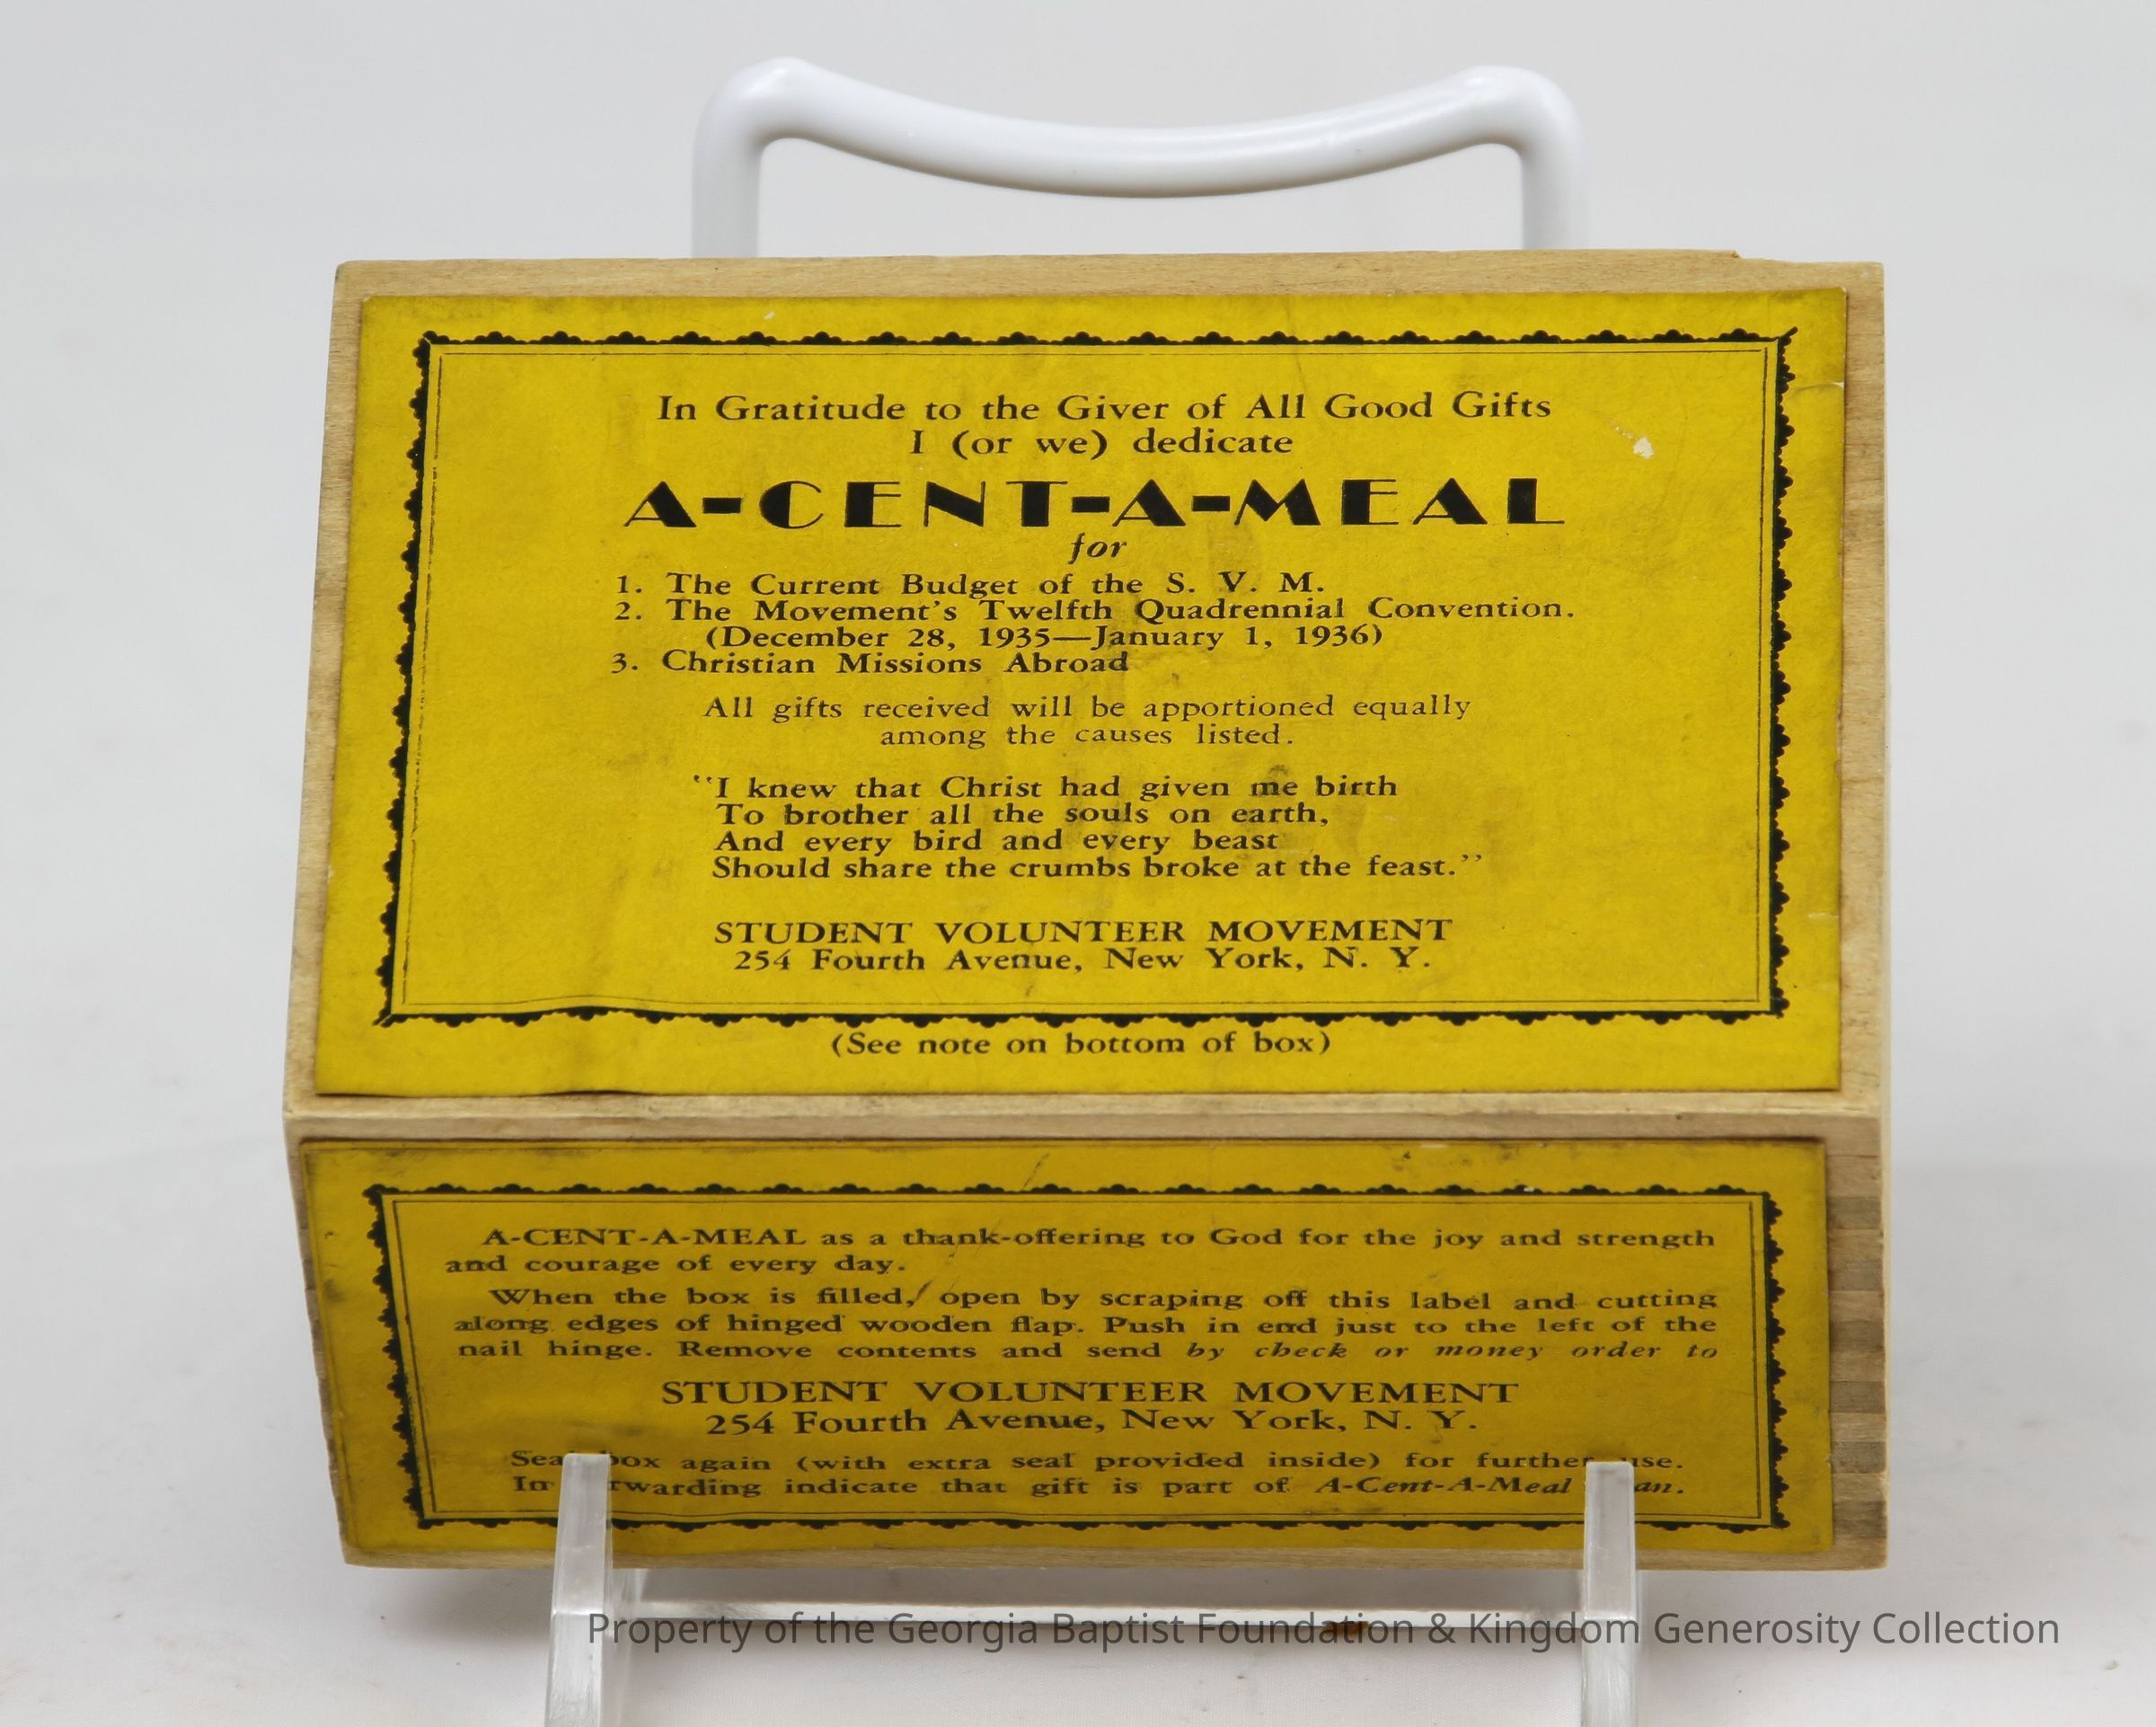 In Gratitude to the Giver of All Good Gifts
I (or we) dedicate
A-CENT-A-MEAL
for
1. The Current Budget of the S. V. M.
2. The Movement's Twelfth Quadrennial Convention.
(December 28, 1935—January 1, 1936)
3. Christian Missions Abroad
All gifts received will be apportioned equally
among the causes listed.
"I knew that Christ had given me birth
To brother all the souls on earth,
And every bird and every beast
Should share the crumbs broke at the feast."
STUDENT VOLUNTEER MOVEMENT
254 Fourth Avenue, New York, N. Y.
(See note on bottom of box)
A-CENT-A-MEAL as a thank-offering to God for the joy and strength
and courage of every day.
When the box is filled, open by scraping off this label and cutting
along edges of hinged wooden flap. Push in end just to the left of the
nail hinge. Remove contents and send by check or money order to
STUDENT VOLUNTEER MOVEMENT
254 Fourth Avenue, New York, N. Y.
box again (with extra seal provided inside) for further use.
In indicate that gift is part of A-Cent-A-Meal
Property of the Georgia Baptist Foundation & Kingdom Generosity Collection